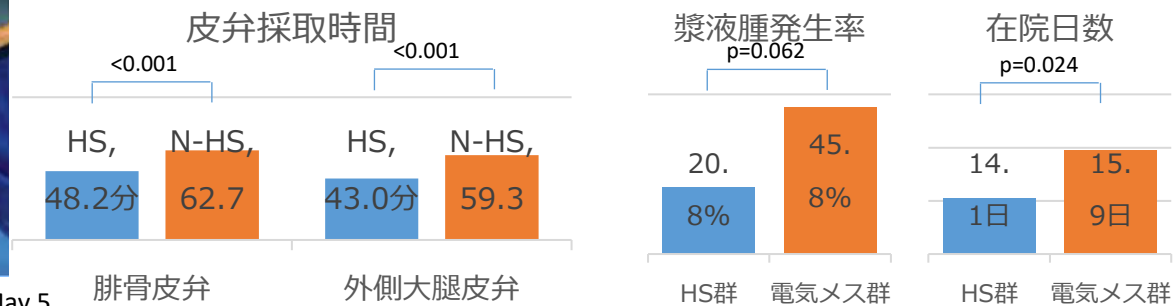 皮弁採取時間
<0.001
<0.001
HS,
48.2分
N-HS,
62.7
HS,
43.0分
N-HS,
59.3
腓骨皮弁
外側大腿皮弁
漿液腫発生率
p=0.062
20.
8%
45.
8%
HS群
電気メス群
在院日数
p=0.024
14.
1日
15.
9日
HS群
電気メス群